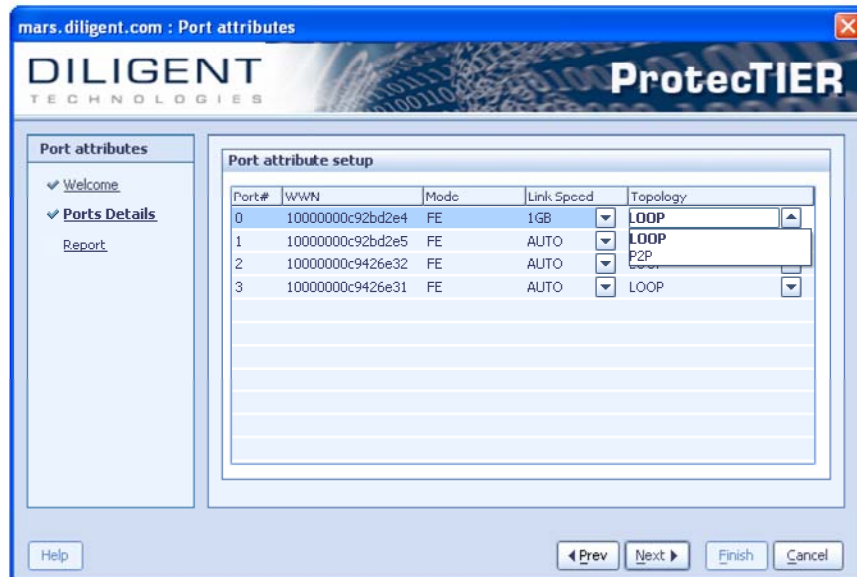 mars.diligent.com : Port attributes
DILIGENT
TECHNOLOGIES
ProtecTIER
Port attributes
Welcome
Ports Details
Report
Port attribute setup
Port# WWN Mode Link Speed Topology
0 10000000c92bd2e4 FE 1GB LOOP
1 10000000c92bd2e5 FE AUTO LOOP
2 10000000c9426e32 FE AUTO P2P
3 10000000c9426e31 FE AUTO LOOP
Help Prev Next Finish Cancel